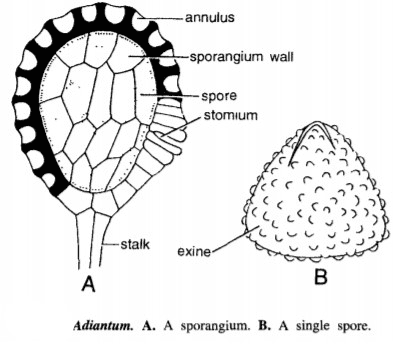 annulus
sporangium wall
spore
stomium
stalk
exine
A
B
Adiantum. A. A sporangium. B. A single spore.